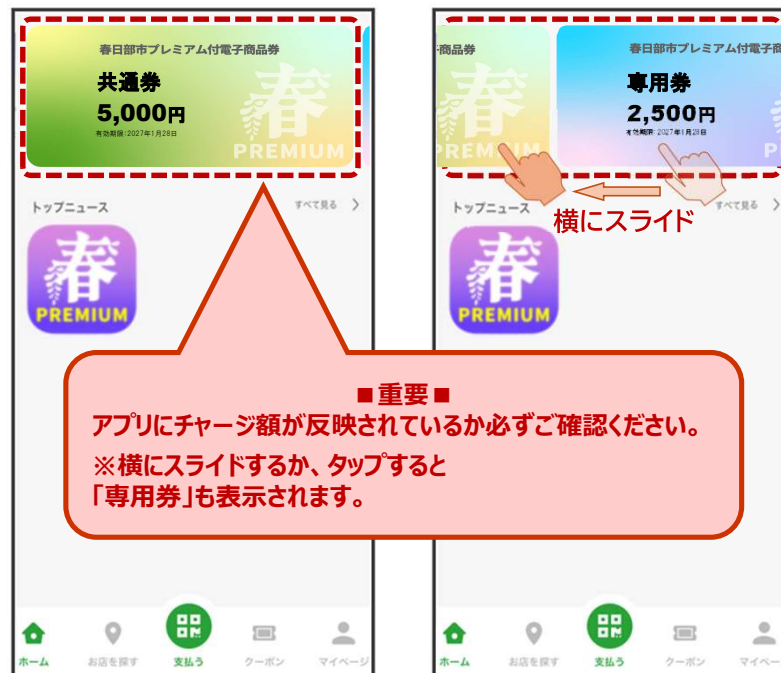 春日部市プレミアム付電子商品券
共通券
5,000円
有効期限:2027年1月28日
春
PREMIUM
トップニュース
すべて見る
春
PREMIUM
ホーム
お店を探す
支払う
クーポン
マイページ
商品券
春日部市プレミアム付電子商
専用券
2,500円
有効期限:2027年1月28日
PREMIUM
P
横にスライド
トップニュース
すべて見る
春
PREMIUM
■重要■
アプリにチャージ額が反映されているか必ずご確認ください。
※横にスライドするか、タップすると
「専用券」も表示されます。
ホーム
お店を探す
支払う
クーポン
マイペー